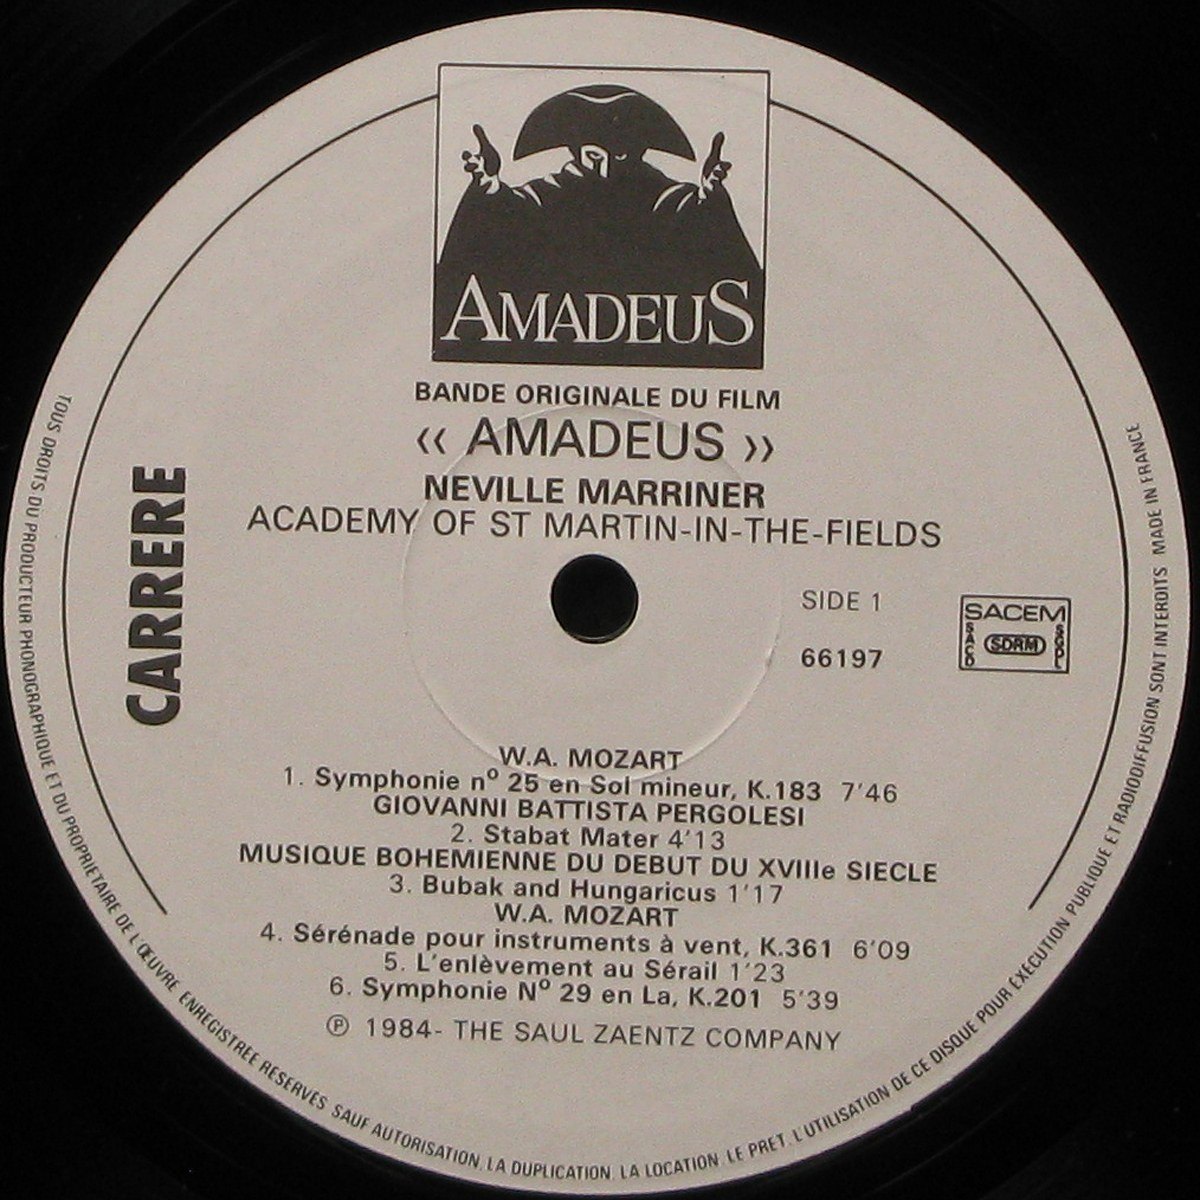 AMADEUS
BANDE ORIGINALE DU FILM
‹‹ AMADEUS ››
NEVILLE MARRINER
ACADEMY OF ST MARTIN-IN-THE-FIELDS
CARRERE
SIDE 1
66197
SACEM
SACD
SDRM
SGDL
W.A. MOZART
1. Symphonie nº 25 en Sol mineur, K.183 7'46
GIOVANNI BATTISTA PERGOLESI
2. Stabat Mater 4'13
MUSIQUE BOHEMIENNE DU DEBUT DU XVIIIe SIECLE
3. Bubak and Hungaricus 1'17
W.A. MOZART
4. Sérénade pour instruments à vent, K.361 6'09
5. L'enlèvement au Sérail 1'23
6. Symphonie Nº 29 en La, K.201 5'39
℗ 1984- THE SAUL ZAENTZ COMPANY
TOUS DROITS DU PRODUCTEUR PHONOGRAPHIQUE ET DU PROPRIETAIRE DE L'ŒUVRE ENREGISTREE RESERVES SAUF AUTORISATION, LA DUPLICATION, LA LOCATION, LE PRET, L'UTILISATION DE CE DISQUE POUR EXECUTION PUBLIQUE ET RADIODIFFUSION SONT INTERDITS MADE IN FRANCE